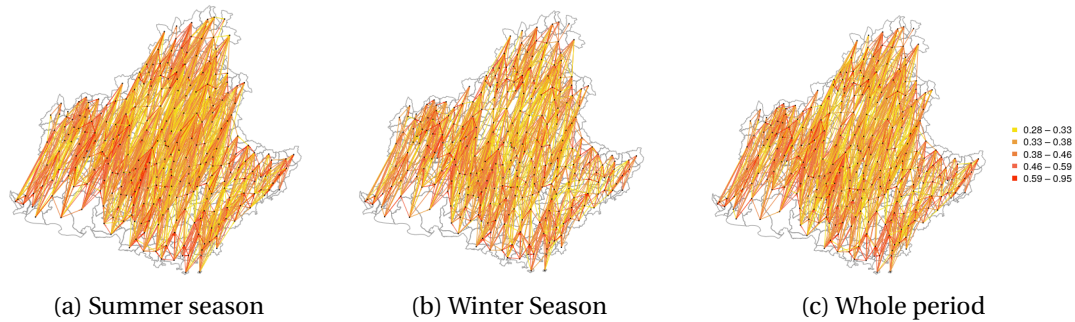 0.28 – 0.33
0.33 – 0.38
0.38 – 0.46
0.46 – 0.59
0.59 – 0.95
(a) Summer season
(b) Winter Season
(c) Whole period